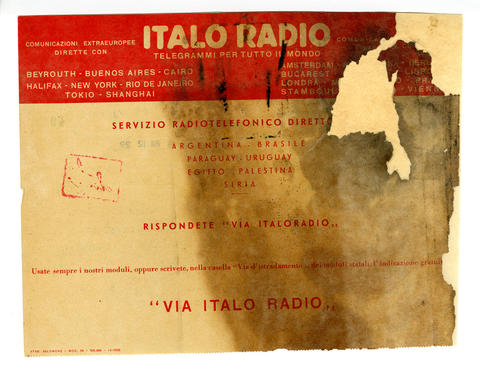 ITALO RADIO
COMUNICAZIONI EXTRAEUROPEE
DIRETTE CON
TELEGRAMMI PER TUTTO IL MONDO
BEYROUTH - BUENOS AIRES - CAIRO
HALIFAX - NEW YORK - RIO DE JANEIRO
TOKIO - SHANGHAI
AMSTERDAM
BUCAREST
LONDRA
STAMBOUL
VIEN
SERVIZIO RADIOTELEFONICO DIRETTO
ARGENTINA - BRASILE
PARAGUAY - URUGUAY
EGITTO - PALESTINA
SIRIA
RISPONDETE "VIA ITALORADIO„
Usate sempre i nostri moduli, oppure scrivete, nella casella "Via d'istradamento„ dei moduli statali, l'indicazione gratuita
"VIA ITALO RADIO„